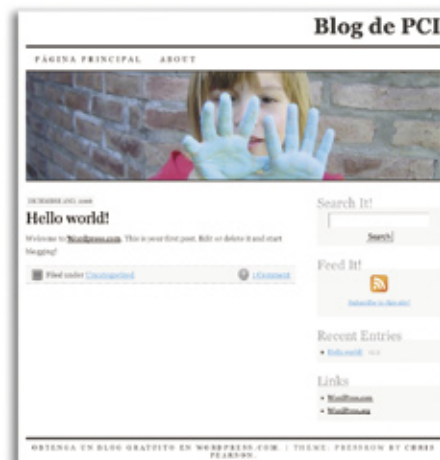 Blog de PCI
PÁGINA PRINCIPAL ABOUT
Hello world!
Welcome to Wordpress.com. This is your first post. Edit or delete it and start
blogging!
Filed under Uncategorized
1 Comment
Search It!
Search
Feed It!
Recent Entries
Hello world!
Links
WordPress.com
WordPress.org
OBTENGA UN BLOG GRATUITO EN WORDPRESS.COM. | THEME: PRESSROW BY CHRIS
PEARSON.